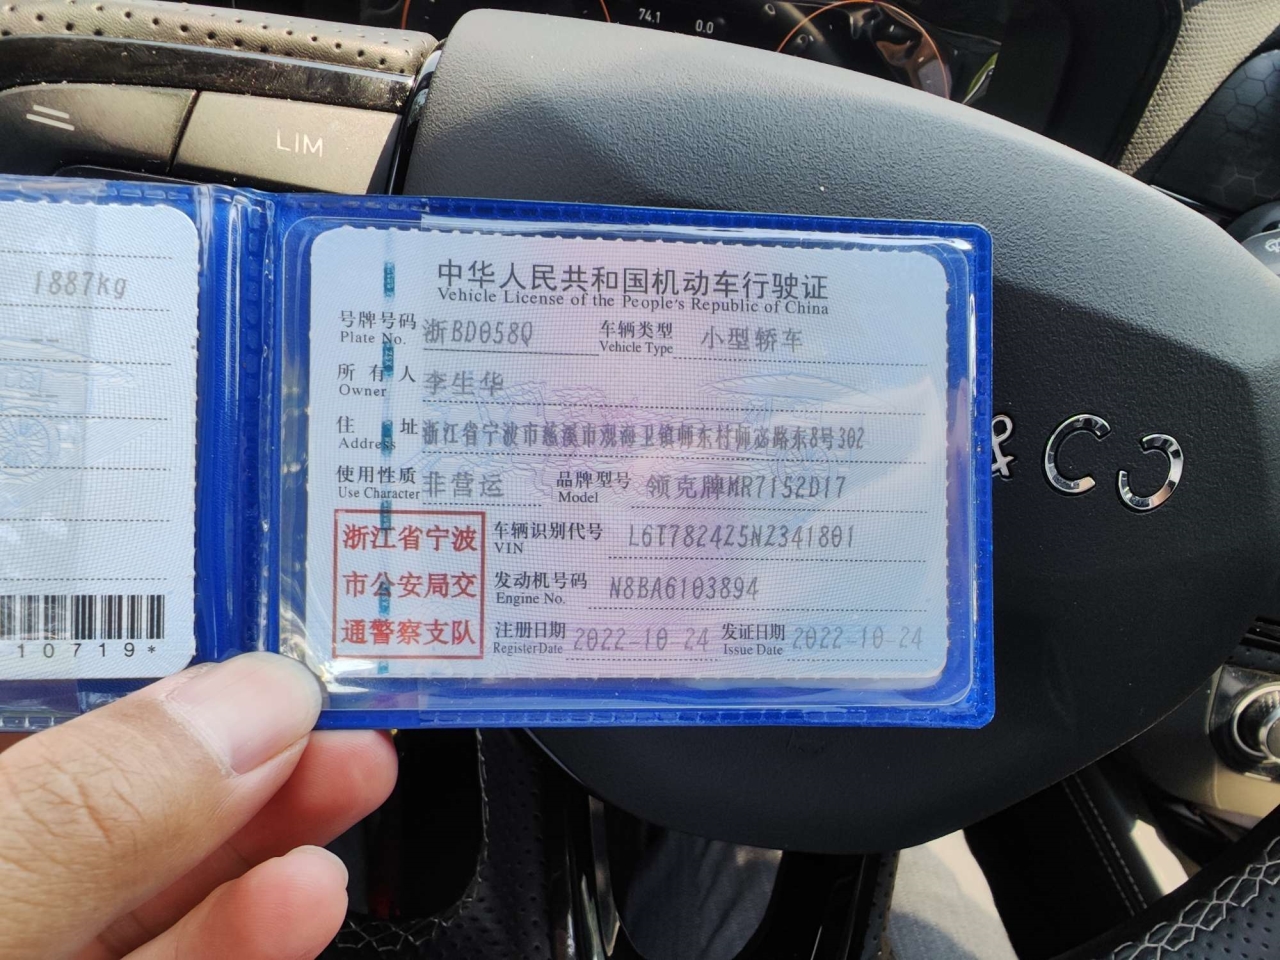 74.1 0.0
LIM
1887kg
10719*
中华人民共和国机动车行驶证
Vehicle License of the People's Republic of China
号牌号码 浙BD058Q 车辆类型 小型轿车
Plate No. Vehicle Type
所有人 李生华
Owner
住址 浙江省宁波市慈溪市观海卫镇师东村师 路东8号302
Address
使用性质 非营运 品牌型号 领克牌MR7152D17
Use Character Model
浙江省宁波
市公安局交
通警察支队
车辆识别代号 L6T7824Z5NZ341801
VIN
发动机号码 N8BA6103894
Engine No.
注册日期 2022-10-24 发证日期 2022-10-24
Register Date Issue Date
& CO